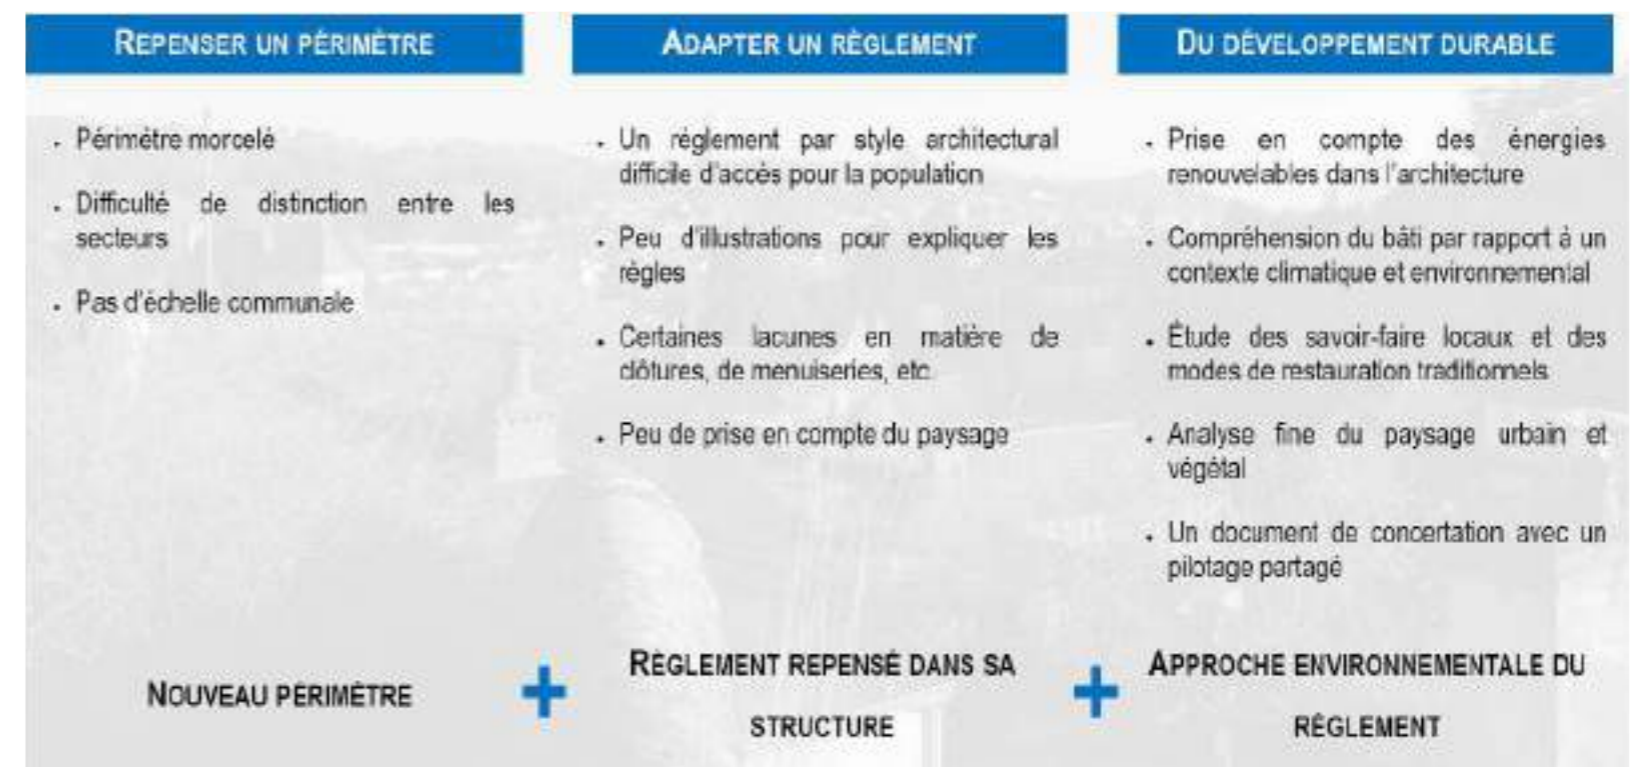 REPENSER UN PÉRIMÈTRE
. Périmètre morcelé
. Difficulté de distinction entre les
secteurs
. Pas d'échelle communale
NOUVEAU PÉRIMÈTRE
+
ADAPTER UN RÈGLEMENT
. Un règlement par style architectural
difficile d'accès pour la population
. Peu d'illustrations pour expliquer les
règles
. Certaines lacunes en matière de
clôtures, de menuiseries, etc.
. Peu de prise en compte du paysage
RÈGLEMENT REPENSÉ DANS SA
STRUCTURE
+
DU DÉVELOPPEMENT DURABLE
. Prise en compte des énergies
renouvelables dans l'architecture
. Compréhension du bâti par rapport à un
contexte climatique et environnemental
. Étude des savoir-faire locaux et des
modes de restauration traditionnels
. Analyse fine du paysage urbain et
végétal
. Un document de concertation avec un
pilotage partagé
APPROCHE ENVIRONNEMENTALE DU
RÈGLEMENT